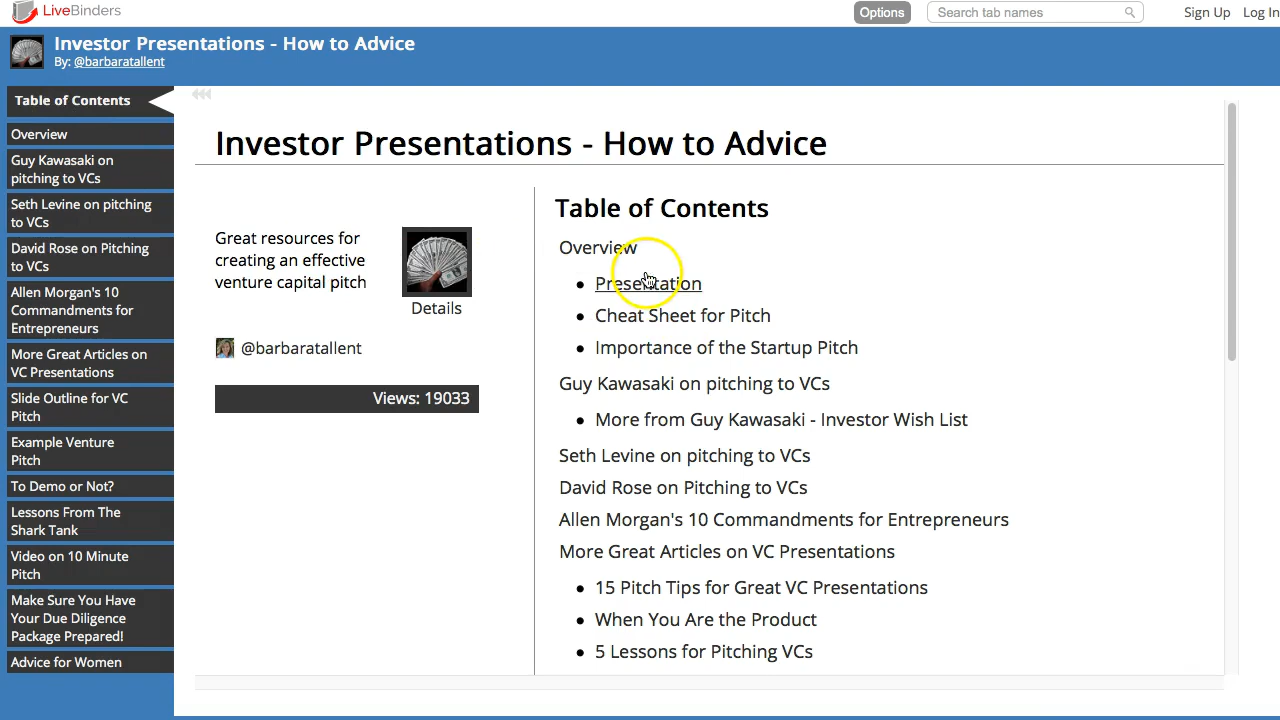 LiveBinders
Options
Search tab names
Sign Up
Log In
Investor Presentations - How to Advice
By: @barbaratallent
Table of Contents
Overview
Guy Kawasaki on
pitching to VCs
Seth Levine on pitching
to VCs
David Rose on Pitching
to VCs
Allen Morgan's 10
Commandments for
Entrepreneurs
More Great Articles on
VC Presentations
Slide Outline for VC
Pitch
Example Venture
Pitch
To Demo or Not?
Lessons From The
Shark Tank
Video on 10 Minute
Pitch
Make Sure You Have
Your Due Diligence
Package Prepared!
Advice for Women
Investor Presentations - How to Advice
Great resources for
creating an effective
venture capital pitch
Details
@barbaratallent
Views: 19033
Table of Contents
Overview
Presentation
Cheat Sheet for Pitch
Importance of the Startup Pitch
Guy Kawasaki on pitching to VCs
More from Guy Kawasaki - Investor Wish List
Seth Levine on pitching to VCs
David Rose on Pitching to VCs
Allen Morgan's 10 Commandments for Entrepreneurs
More Great Articles on VC Presentations
15 Pitch Tips for Great VC Presentations
When You Are the Product
5 Lessons for Pitching VCs